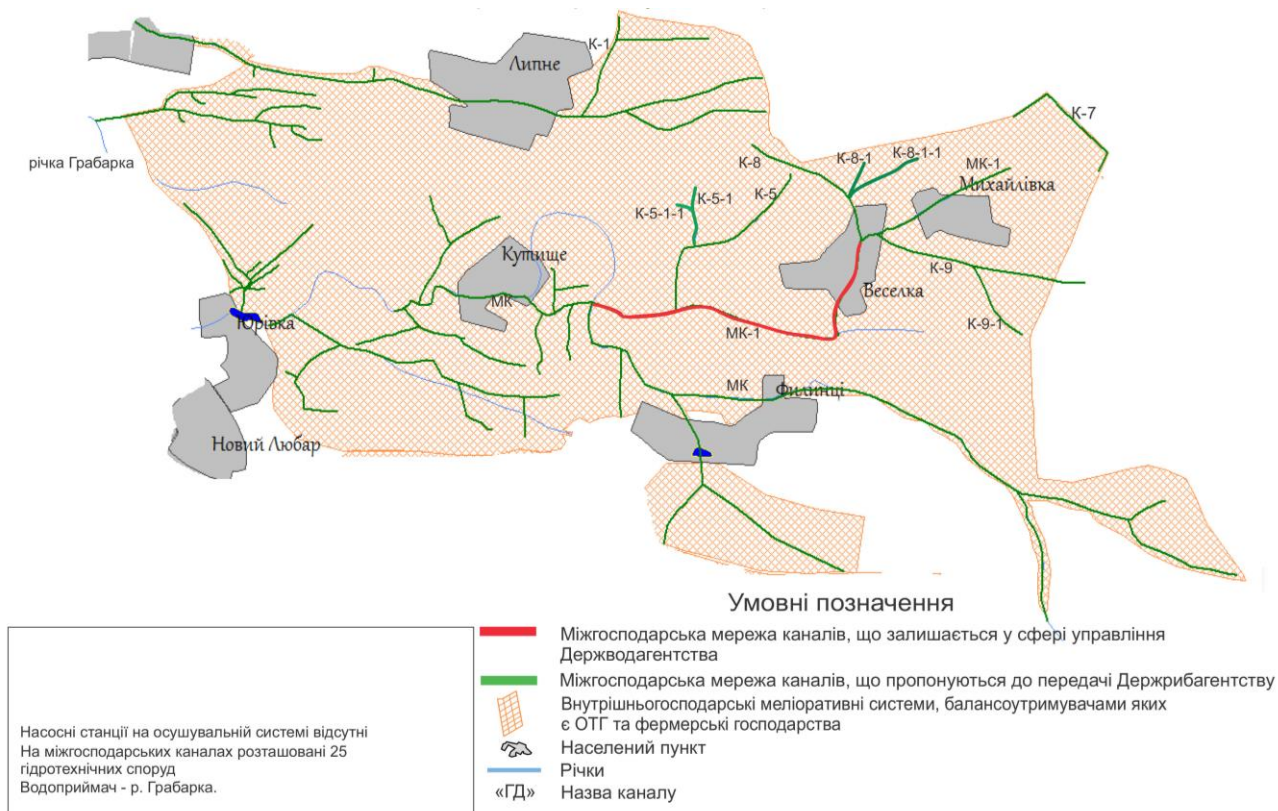 К-1
Липне
К-7
річка Грабарка
К-8
К-8-1
К-8-1-1
МК-1
Михайлівка
К-5-1
К-5
К-5-1-1
Купище
МК
К-9
Веселка
Юрівка
К-9-1
МК-1
МК
Филинці
Новий Любар
Умовні позначення
Міжгосподарська мережа каналів, що залишається у сфері управління
Держводагентства
Міжгосподарська мережа каналів, що пропонуються до передачі Держрибагентству
Внутрішньогосподарські меліоративні системи, балансоутримувачами яких
є ОТГ та фермерські господарства
Населений пункт
Річки
«ГД» Назва каналу
Насосні станції на осушувальній системі відсутні
На міжгосподарських каналах розташовані 25
гідротехнічних споруд
Водоприймач - р. Грабарка.